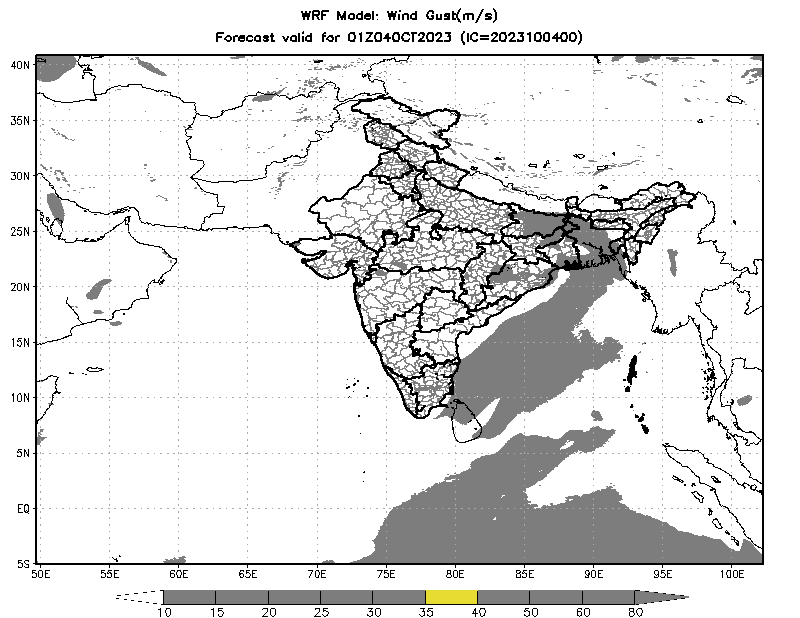 WRF Model: Wind Gust(m/s)
Forecast valid for 01Z04OCT2023 (IC=2023100400)
40N
35N
30N
25N
20N
15N
10N
5N
EQ
5S
50E 55E 60E 65E 70E 75E 80E 85E 90E 95E 100E
10 15 20 25 30 35 40 50 60 80